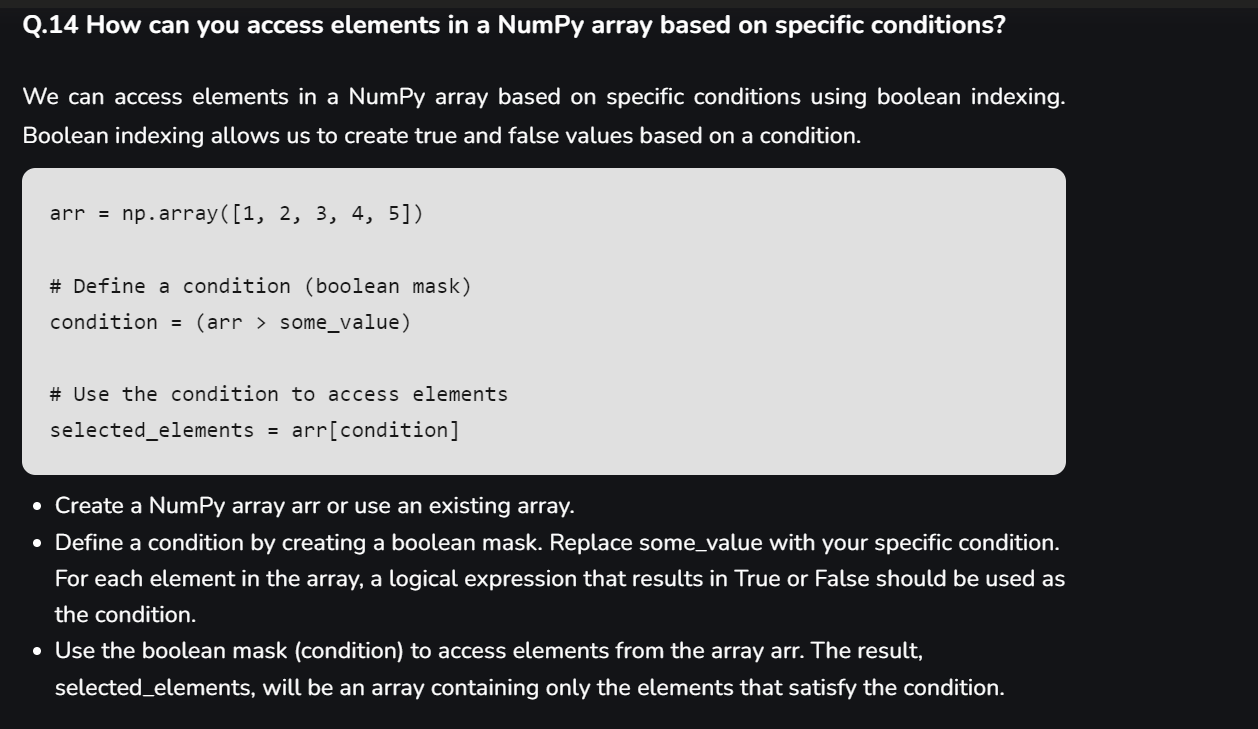 Q.14 How can you access elements in a NumPy array based on specific conditions?
We can access elements in a NumPy array based on specific conditions using boolean indexing.
Boolean indexing allows us to create true and false values based on a condition.
arr = np.array([1, 2, 3, 4, 5])
# Define a condition (boolean mask)
condition = (arr > some_value)
# Use the condition to access elements
selected_elements = arr[condition]
• Create a NumPy array arr or use an existing array.
• Define a condition by creating a boolean mask. Replace some_value with your specific condition.
For each element in the array, a logical expression that results in True or False should be used as
the condition.
• Use the boolean mask (condition) to access elements from the array arr. The result,
selected_elements, will be an array containing only the elements that satisfy the condition.